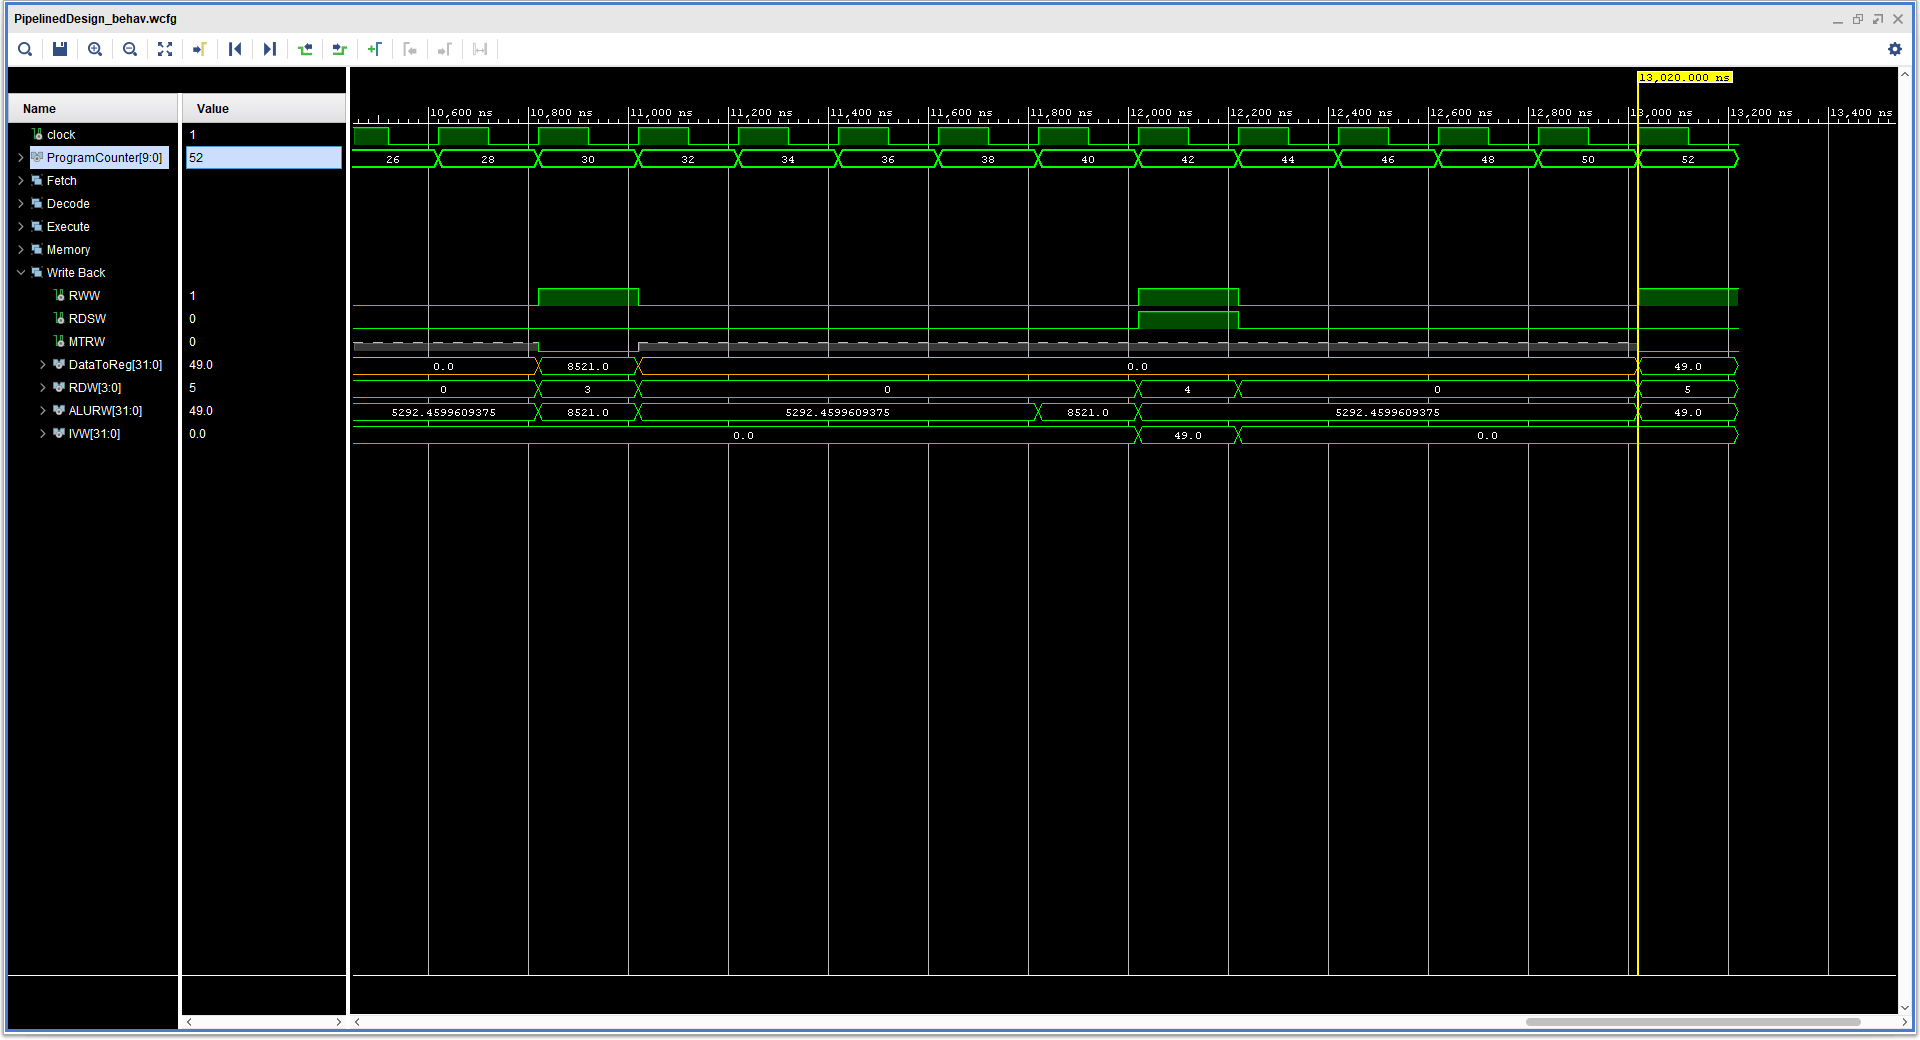 PipelinedDesign_behav.wcfg
13,020.000 ns
10,600 ns 10,800 ns 11,000 ns 11,200 ns 11,400 ns 11,600 ns 11,800 ns 12,000 ns 12,200 ns 12,400 ns 12,600 ns 12,800 ns 13,000 ns 13,200 ns 13,400 ns
Name Value
clock 1
ProgramCounter[9:0] 52 26 28 30 32 34 36 38 40 42 44 46 48 50 52
Fetch
Decode
Execute
Memory
Write Back
RWW 1
RDSW 0
MTRW 0
DataToReg[31:0] 49.0 0.0 8521.0 0.0 49.0
RDW[3:0] 5 0 3 0 4 0 5
ALURW[31:0] 49.0 5292.4599609375 8521.0 5292.4599609375 8521.0 5292.4599609375 49.0
IVW[31:0] 0.0 0.0 49.0 0.0